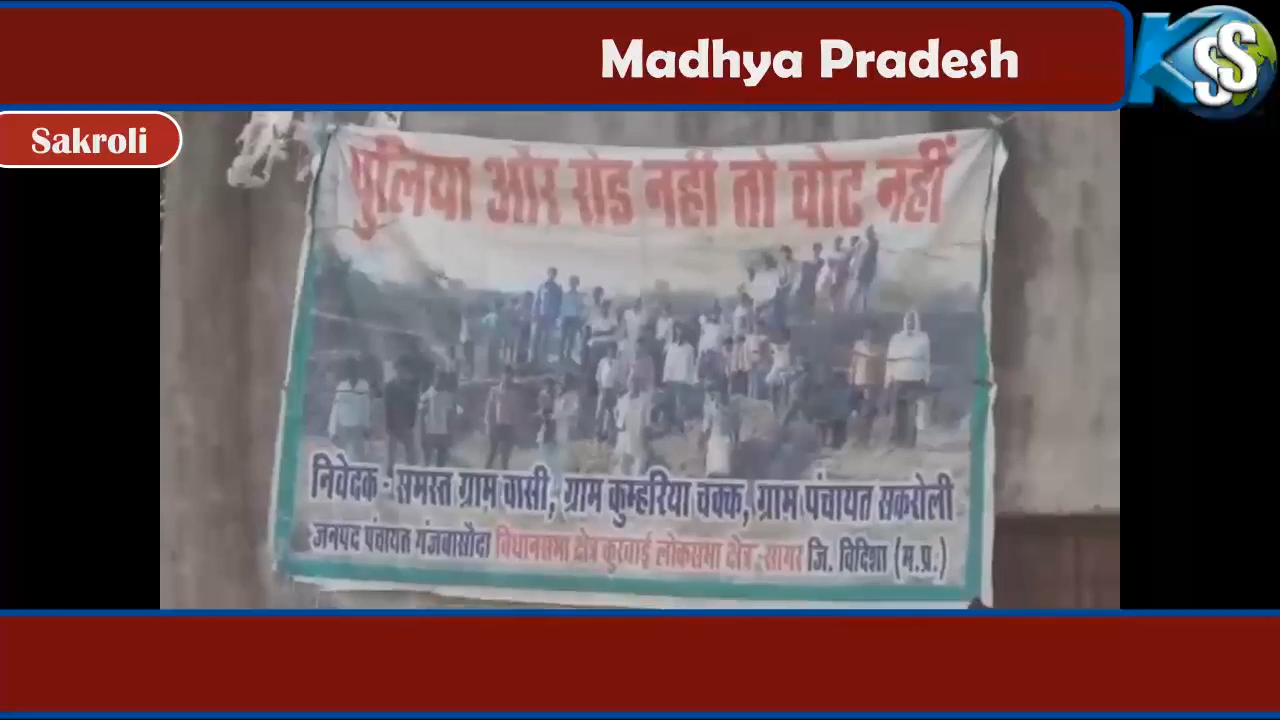 Madhya Pradesh
KSS
Sakroli
पुलिया और रोड नहीं तो वोट नहीं
निवेदक - समस्त ग्राम वासी, ग्राम कुम्हरिया चक्क, ग्राम पंचायत सकरोली
जनपद पंचायत गंजबासौदा विधानसभा क्षेत्र कुरवाई लोकसभा क्षेत्र -सागर जि. विदिशा (म.प्र.)